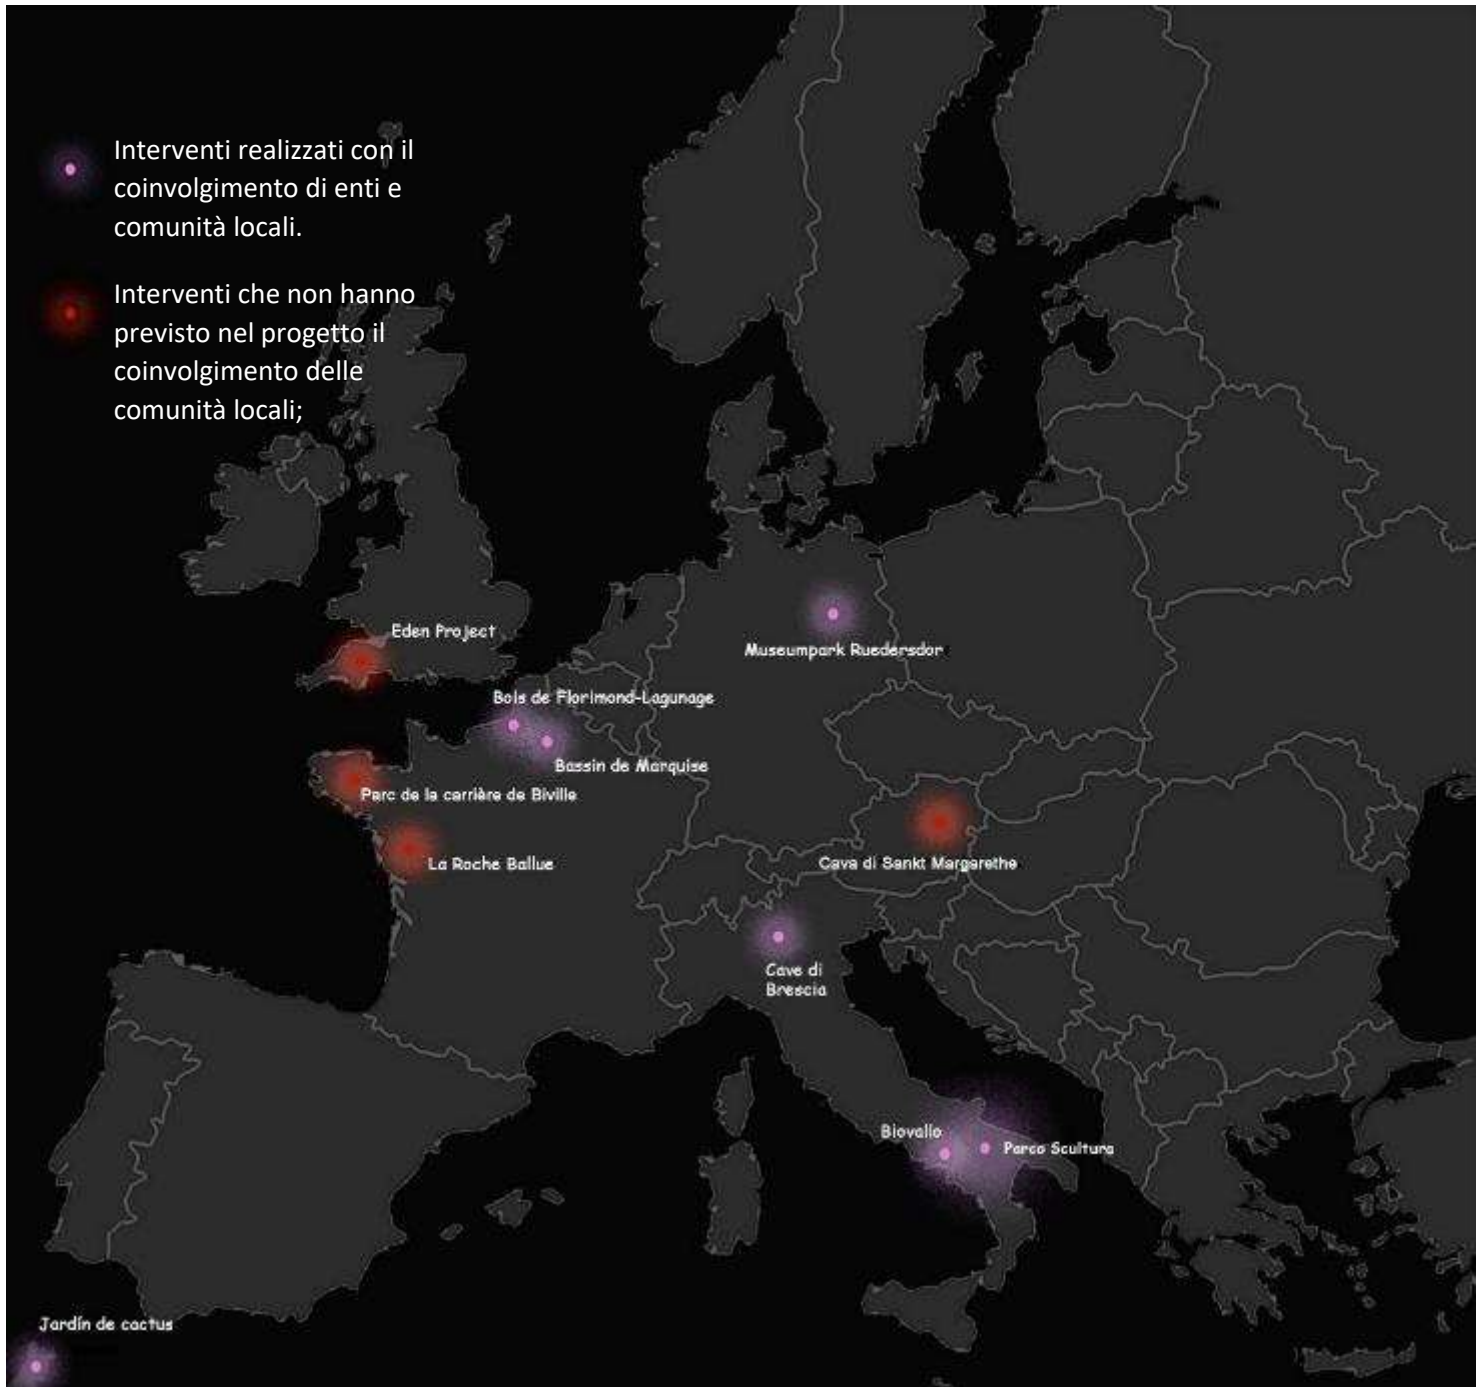 Interventi realizzati con il
coinvolgimento di enti e
comunità locali.
Interventi che non hanno
previsto nel progetto il
coinvolgimento delle
comunità locali;
Eden Project
Museumpark Ruedersdor
Bois de Florimond-Lagunage
Bassin de Marquise
Parc de la carrière de Biville
La Roche Ballue
Cava di Sankt Margarethe
Cave di
Brescia
Biovallo
Parco Scultura
Jardín de cactus